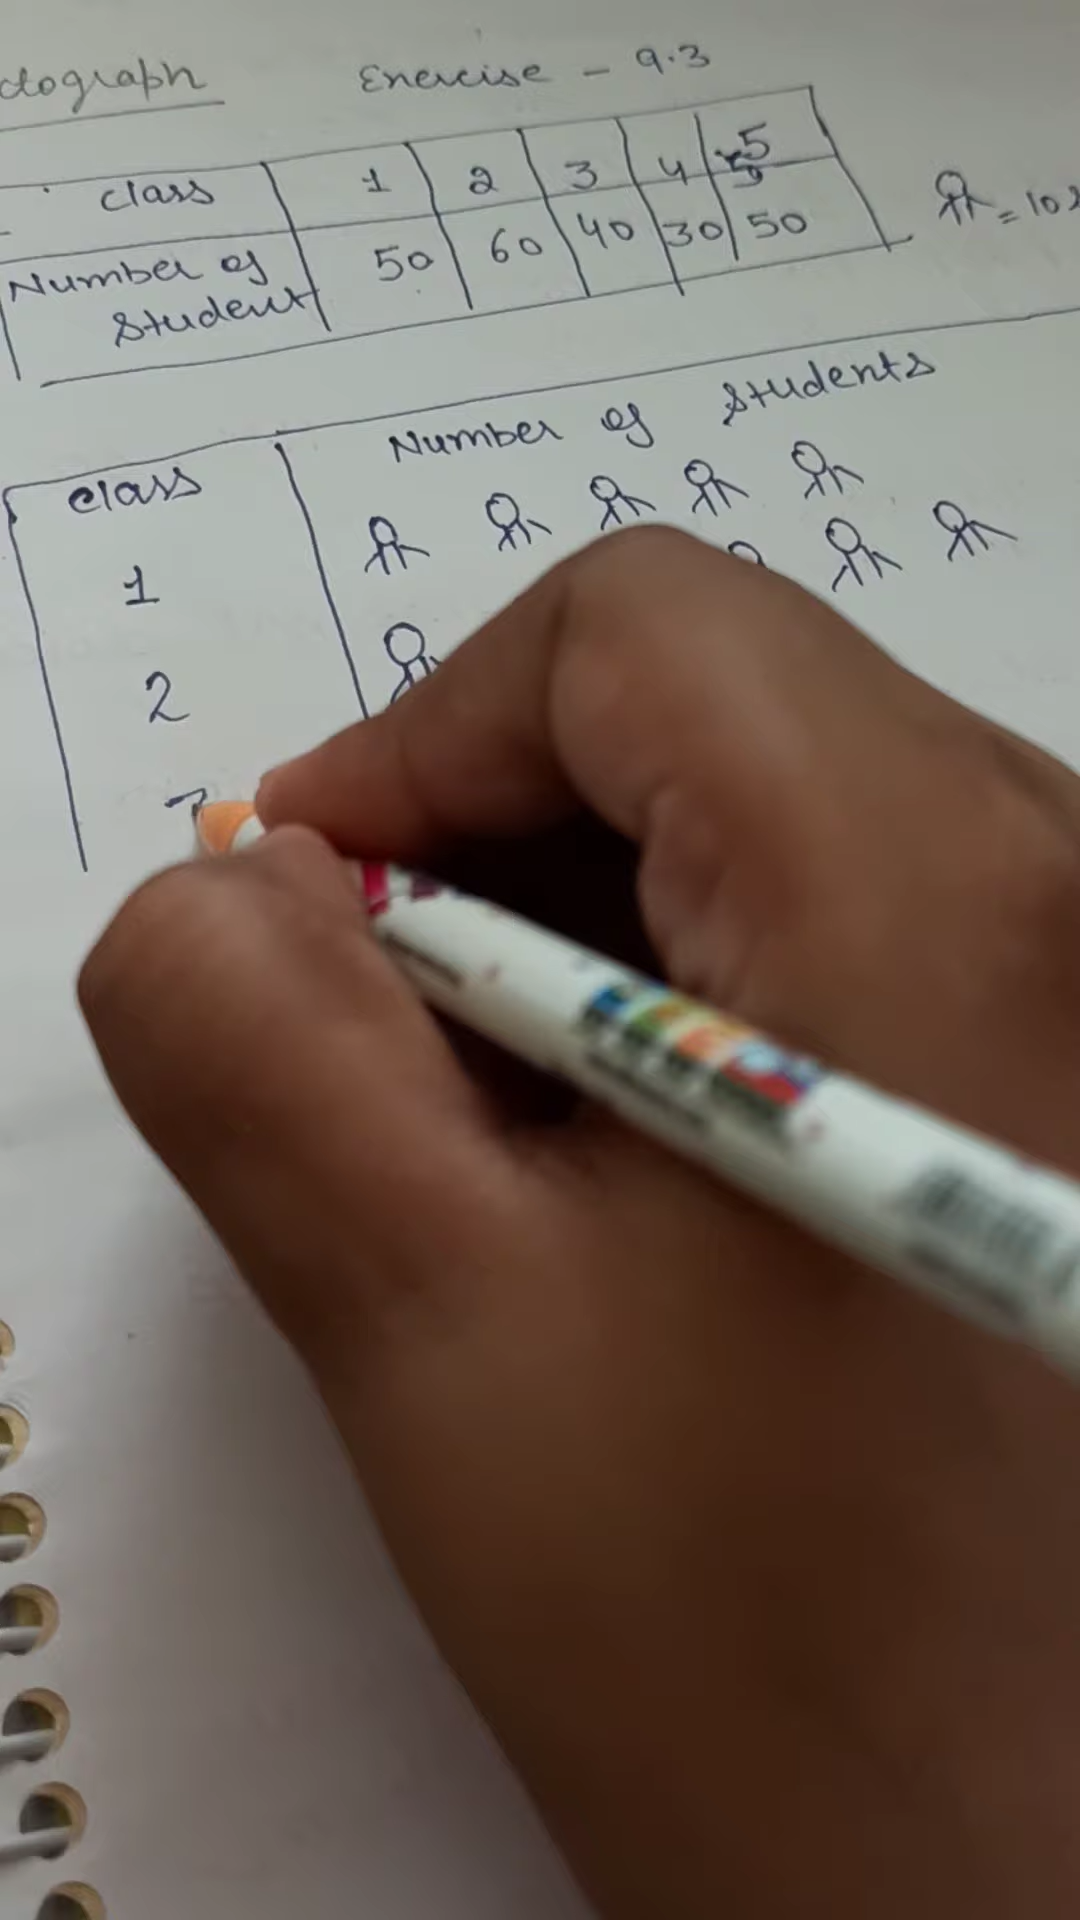 Exercise - 9.3
class 1 2 3 4 5
Number of Student 50 60 40 30 50
= 10
class Number of Students
1
2